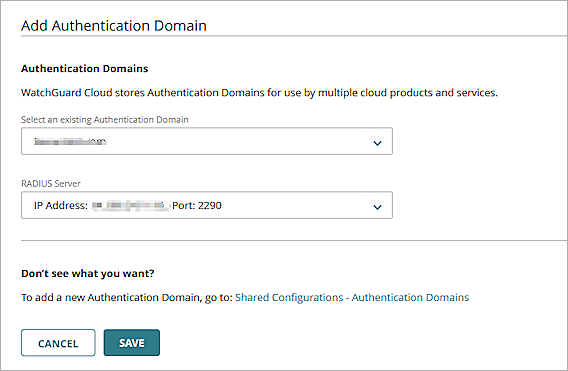 Add Authentication Domain
Authentication Domains
WatchGuard Cloud stores Authentication Domains for use by multiple cloud products and services.
Select an existing Authentication Domain
RADIUS Server
IP Address: Port: 2290
Don't see what you want?
To add a new Authentication Domain, go to: Shared Configurations - Authentication Domains
CANCEL
SAVE